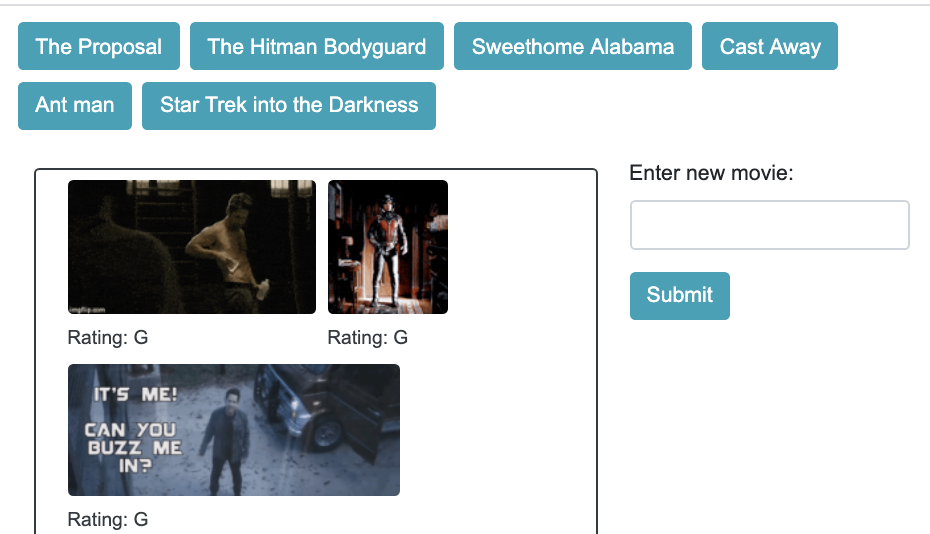 The Proposal The Hitman Bodyguard Sweethome Alabama Cast Away
Ant man Star Trek into the Darkness
Enter new movie:
Submit
imgflip.com
Rating: G Rating: G
IT'S ME!
CAN YOU
BUZZ ME
IN?
Rating: G